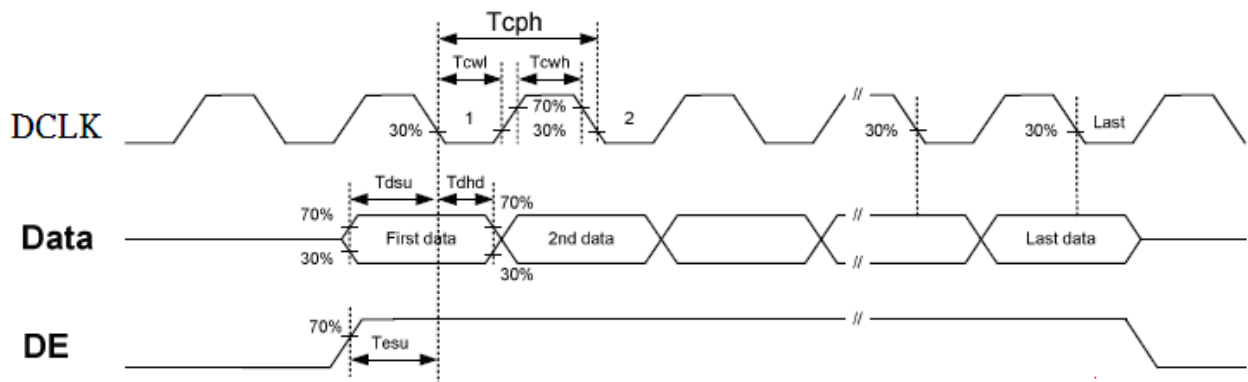 Tcph
Tcwl Tcwh
DCLK 30% 1 70% 30% 2 // 30% 30% Last
Tdsu Tdhd
70% 70% //
Data First data 2nd data Last data
30% 30% //
70% //
DE Tesu